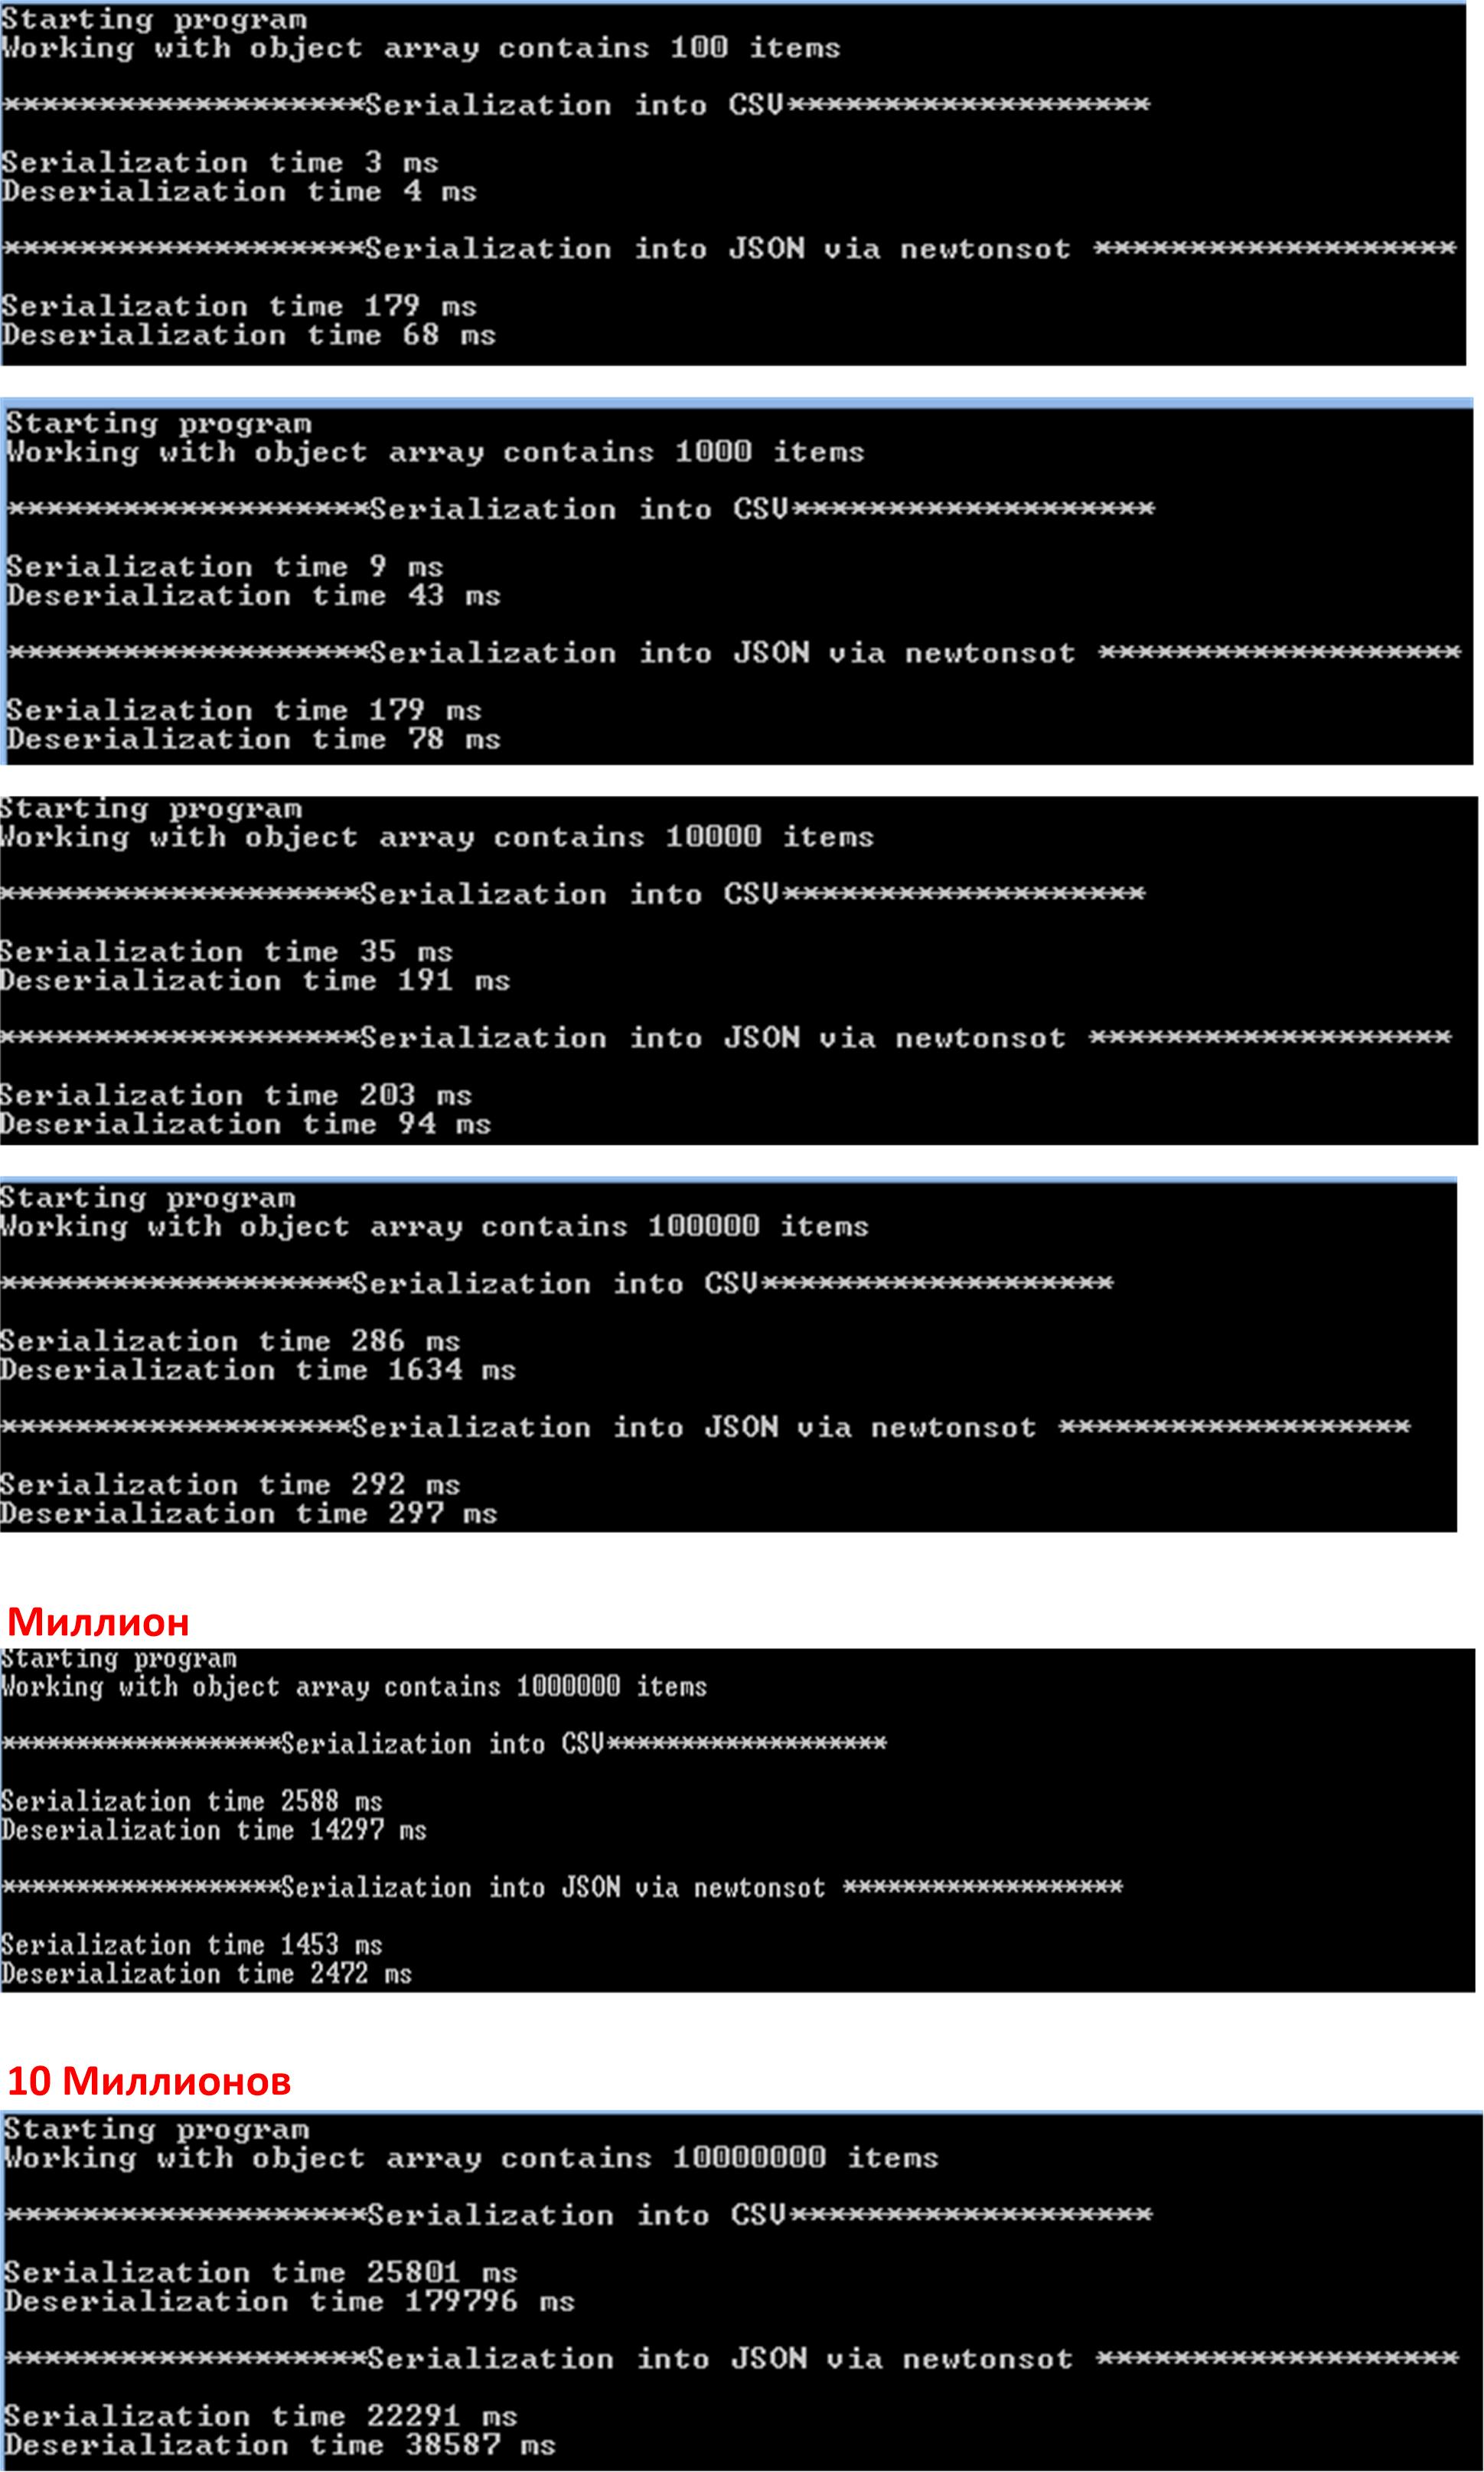 Starting program
Working with object array contains 100 items
*******************Serialization into CSV*******************
Serialization time 3 ms
Deserialization time 4 ms
*******************Serialization into JSON via newtonsot *******************
Serialization time 179 ms
Deserialization time 68 ms
Starting program
Working with object array contains 1000 items
*******************Serialization into CSV*******************
Serialization time 9 ms
Deserialization time 43 ms
*******************Serialization into JSON via newtonsot *******************
Serialization time 179 ms
Deserialization time 78 ms
Starting program
Working with object array contains 10000 items
*******************Serialization into CSV*******************
Serialization time 35 ms
Deserialization time 191 ms
*******************Serialization into JSON via newtonsot *******************
Serialization time 203 ms
Deserialization time 94 ms
Starting program
Working with object array contains 100000 items
*******************Serialization into CSV*******************
Serialization time 286 ms
Deserialization time 1634 ms
*******************Serialization into JSON via newtonsot *******************
Serialization time 292 ms
Deserialization time 297 ms
Миллион
Starting program
Working with object array contains 1000000 items
*******************Serialization into CSV*******************
Serialization time 2588 ms
Deserialization time 14297 ms
*******************Serialization into JSON via newtonsot *******************
Serialization time 1453 ms
Deserialization time 2472 ms
10 Миллионов
Starting program
Working with object array contains 10000000 items
*******************Serialization into CSV*******************
Serialization time 25801 ms
Deserialization time 179796 ms
*******************Serialization into JSON via newtonsot *******************
Serialization time 22291 ms
Deserialization time 38587 ms